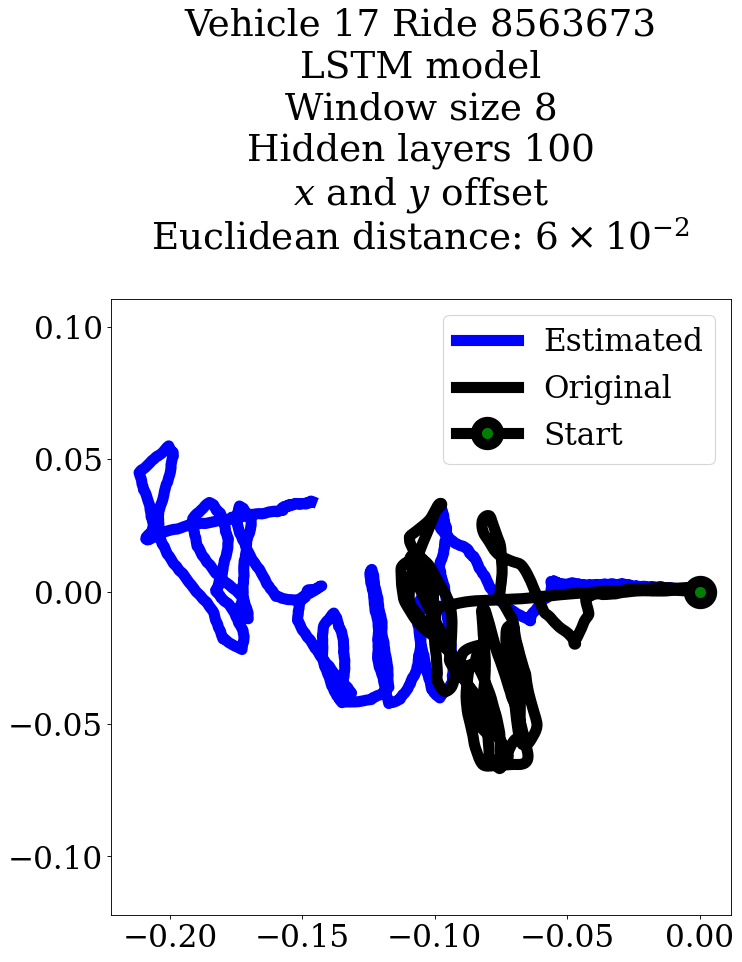 Vehicle 17 Ride 8563673
LSTM model
Window size 8
Hidden layers 100
x and y offset
Euclidean distance: 6 × 10⁻²
Estimated
Original
Start
0.10
0.05
0.00
−0.05
−0.10
−0.20 −0.15 −0.10 −0.05 0.00